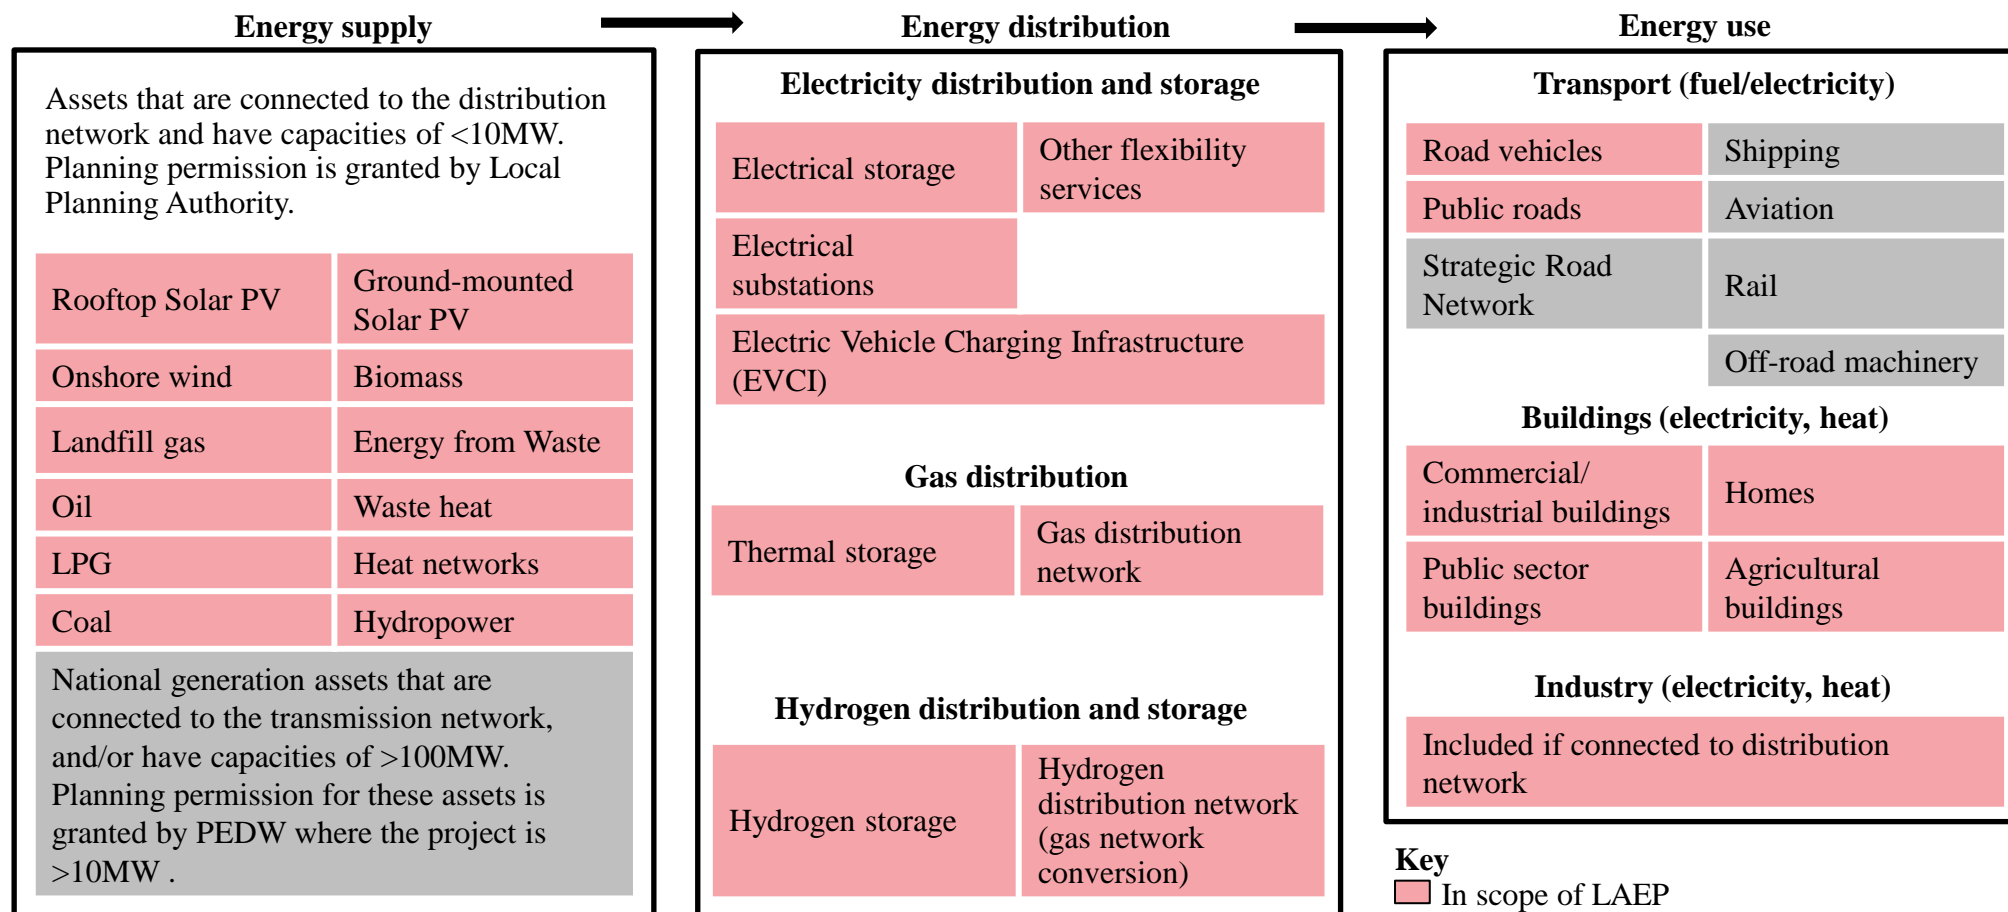 Energy supply
Assets that are connected to the distribution
network and have capacities of <10MW.
Planning permission is granted by Local
Planning Authority.
Rooftop Solar PV
Ground-mounted
Solar PV
Onshore wind
Biomass
Landfill gas
Energy from Waste
Oil
Waste heat
LPG
Heat networks
Coal
Hydropower
National generation assets that are
connected to the transmission network,
and/or have capacities of >100MW.
Planning permission for these assets is
granted by PEDW where the project is
>10MW .
Energy distribution
Electricity distribution and storage
Electrical storage
Other flexibility
services
Electrical
substations
Electric Vehicle Charging Infrastructure
(EVCI)
Gas distribution
Thermal storage
Gas distribution
network
Hydrogen distribution and storage
Hydrogen storage
Hydrogen
distribution network
(gas network
conversion)
Energy use
Transport (fuel/electricity)
Road vehicles
Shipping
Public roads
Aviation
Strategic Road
Network
Rail
Off-road machinery
Buildings (electricity, heat)
Commercial/
industrial buildings
Homes
Public sector
buildings
Agricultural
buildings
Industry (electricity, heat)
Included if connected to distribution
network
Key
In scope of LAEP